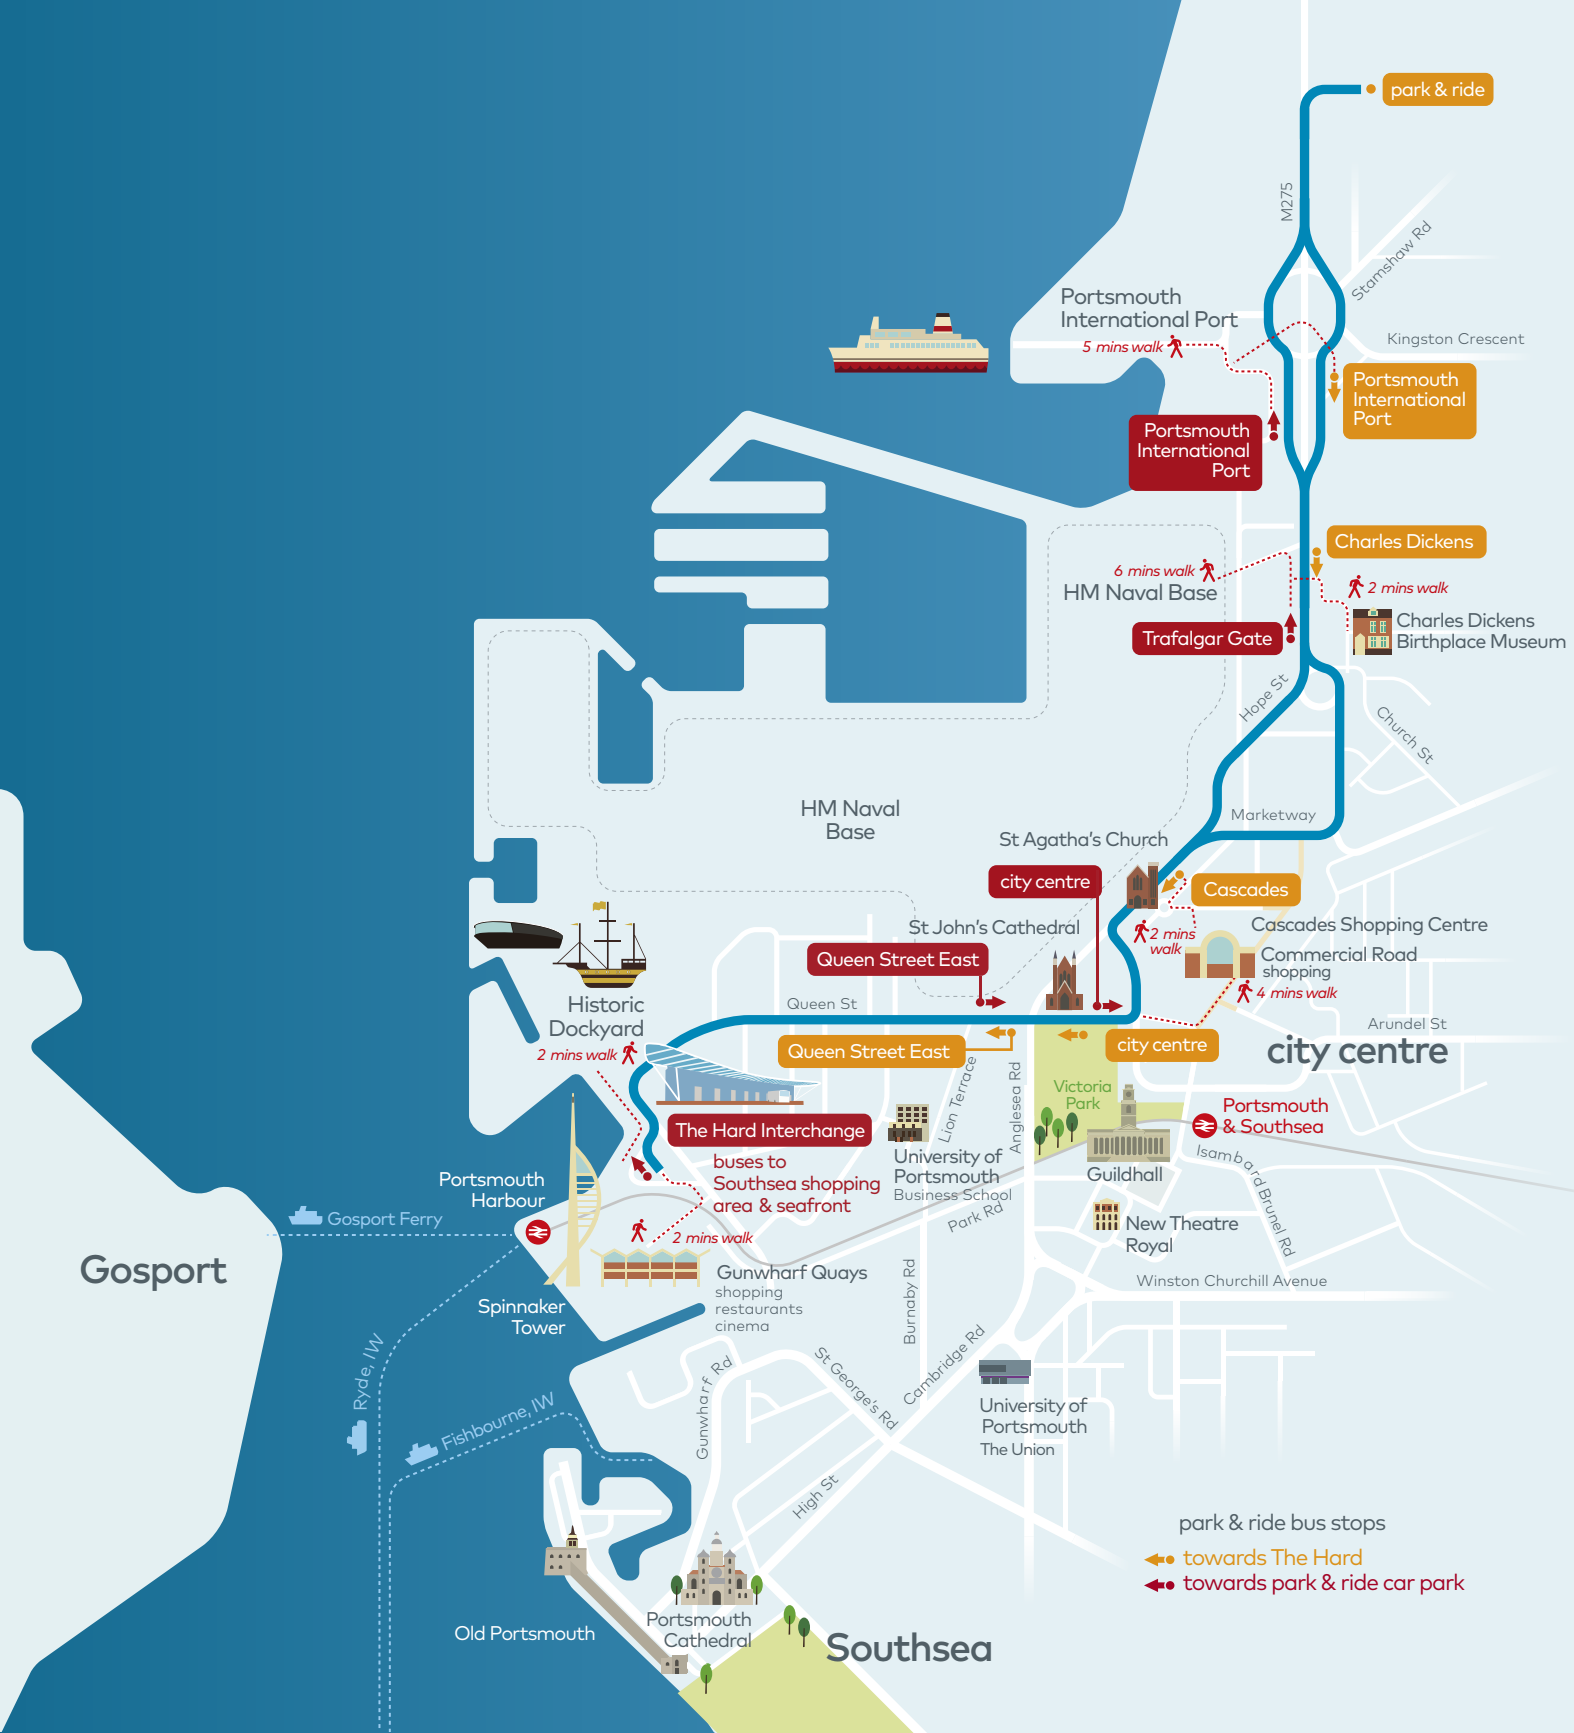 park & ride
M275
Stamshaw Rd
Portsmouth
International Port
5 mins walk
Kingston Crescent
Portsmouth
International
Port
Portsmouth
International
Port
Charles Dickens
6 mins walk
HM Naval Base
2 mins walk
Charles Dickens
Birthplace Museum
Trafalgar Gate
Hope St
Church St
HM Naval
Base
Marketway
St Agatha's Church
city centre
Cascades
St John's Cathedral
2 mins
walk
Cascades Shopping Centre
Commercial Road
shopping
4 mins walk
Queen Street East
Queen St
Historic
Dockyard
2 mins walk
Queen Street East
city centre
Arundel St
city centre
Lion Terrace
Anglesea Rd
Victoria
Park
Portsmouth
& Southsea
The Hard Interchange
buses to
Southsea shopping
area & seafront
University of
Portsmouth
Business School
Guildhall
Isambard Brunel Rd
Portsmouth
Harbour
Gosport Ferry
2 mins walk
Park Rd
New Theatre
Royal
Gosport
Gunwharf Quays
shopping
restaurants
cinema
Burnaby Rd
Winston Churchill Avenue
Spinnaker
Tower
Ryde, IW
Fishbourne, IW
Gunwharf Rd
St George's Rd
Cambridge Rd
University of
Portsmouth
The Union
High St
park & ride bus stops
towards The Hard
towards park & ride car park
Old Portsmouth
Portsmouth
Cathedral
Southsea